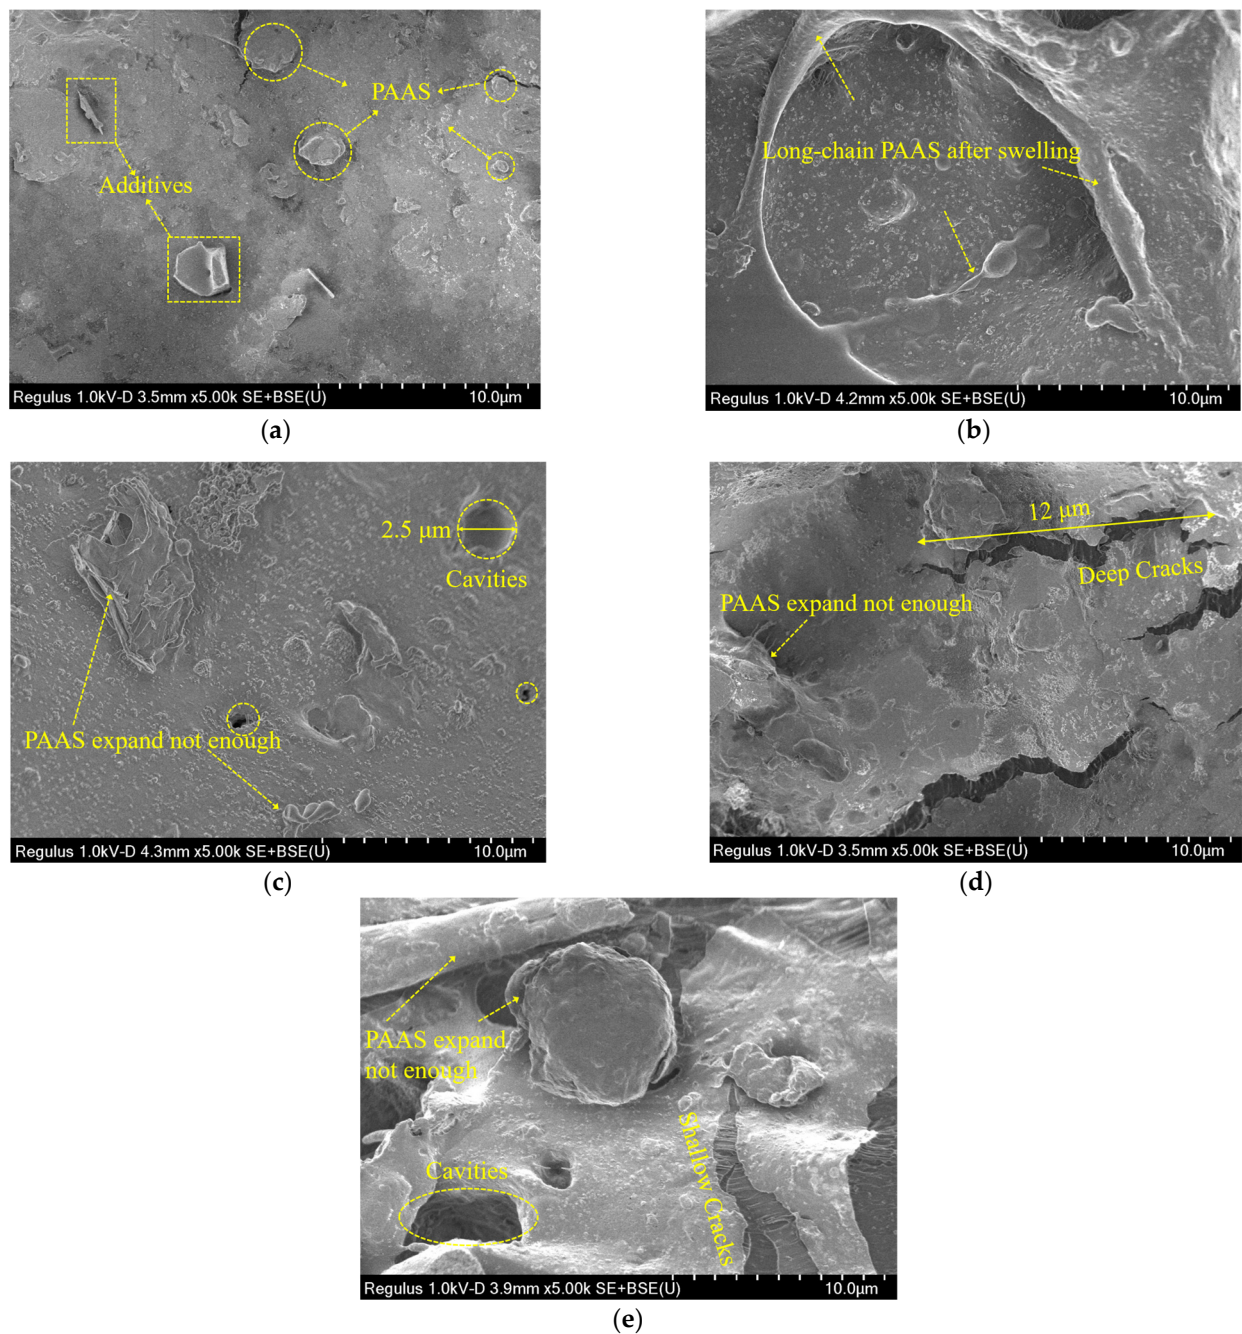 PAAS
Additives
Regulus 1.0kV-D 3.5mm x5.00k SE+BSE(U) 10.0μm
(a)
Long-chain PAAS after swelling
Regulus 1.0kV-D 4.2mm x5.00k SE+BSE(U) 10.0μm
(b)
2.5 μm
Cavities
PAAS expand not enough
Regulus 1.0kV-D 4.3mm x5.00k SE+BSE(U) 10.0μm
(c)
12 μm
Deep Cracks
PAAS expand not enough
Regulus 1.0kV-D 3.5mm x5.00k SE+BSE(U) 10.0μm
(d)
PAAS expand
not enough
Shallow Cracks
Cavities
Regulus 1.0kV-D 3.9mm x5.00k SE+BSE(U) 10.0μm
(e)